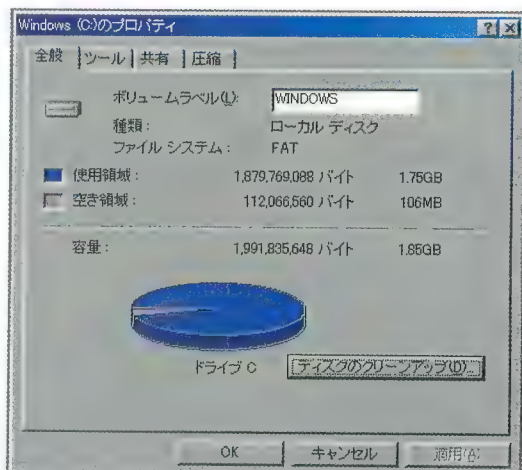 Windows (C:)のプロパティ
全般 ツール 共有 圧縮
ボリュームラベル(L): WINDOWS
種類: ローカル ディスク
ファイル システム: FAT
使用領域: 1,879,769,088 バイト 1.75GB
空き領域: 112,066,560 バイト 106MB
容量: 1,991,835,648 バイト 1.85GB
ドライブ C ディスクのクリーンアップ(D)...
OK キャンセル 適用(A)